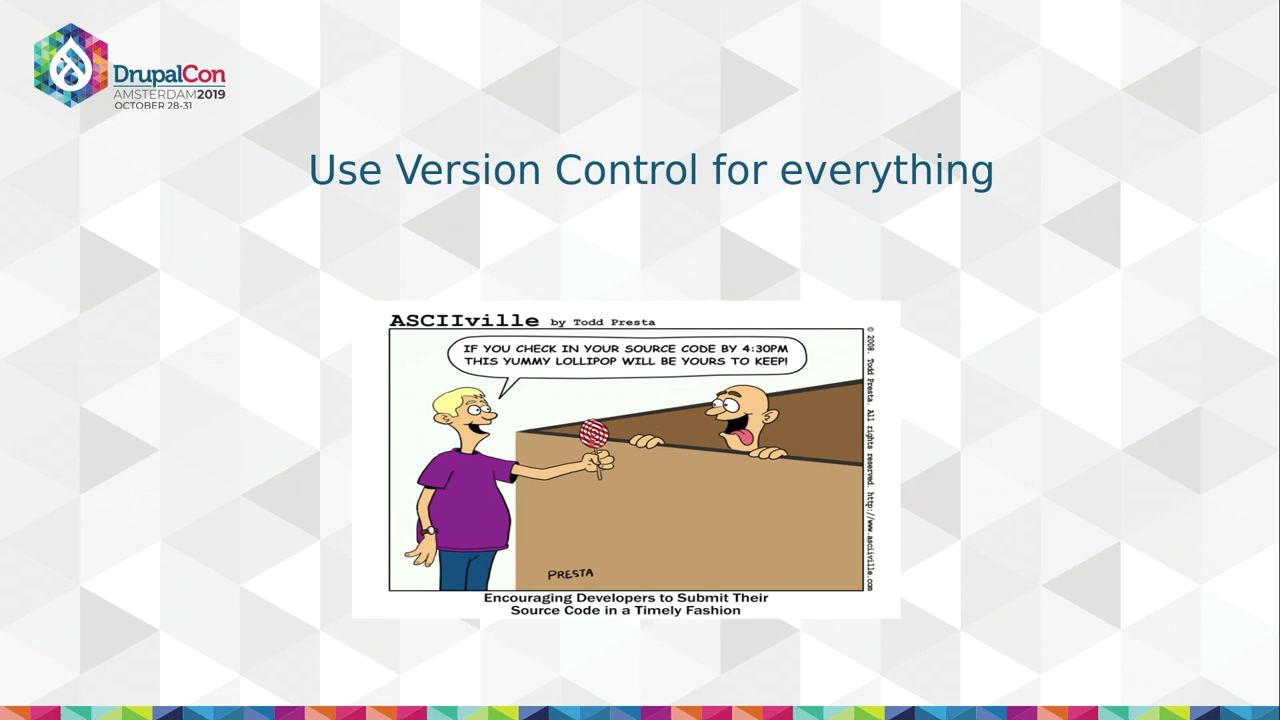 DrupalCon
AMSTERDAM2019
OCTOBER 28-31
Use Version Control for everything
ASCIIville by Todd Presta
IF YOU CHECK IN YOUR SOURCE CODE BY 4:30PM
THIS YUMMY LOLLIPOP WILL BE YOURS TO KEEP!
© 2008. Todd Presta. All rights reserved. http://www.asciiville.com
PRESTA
Encouraging Developers to Submit Their
Source Code in a Timely Fashion